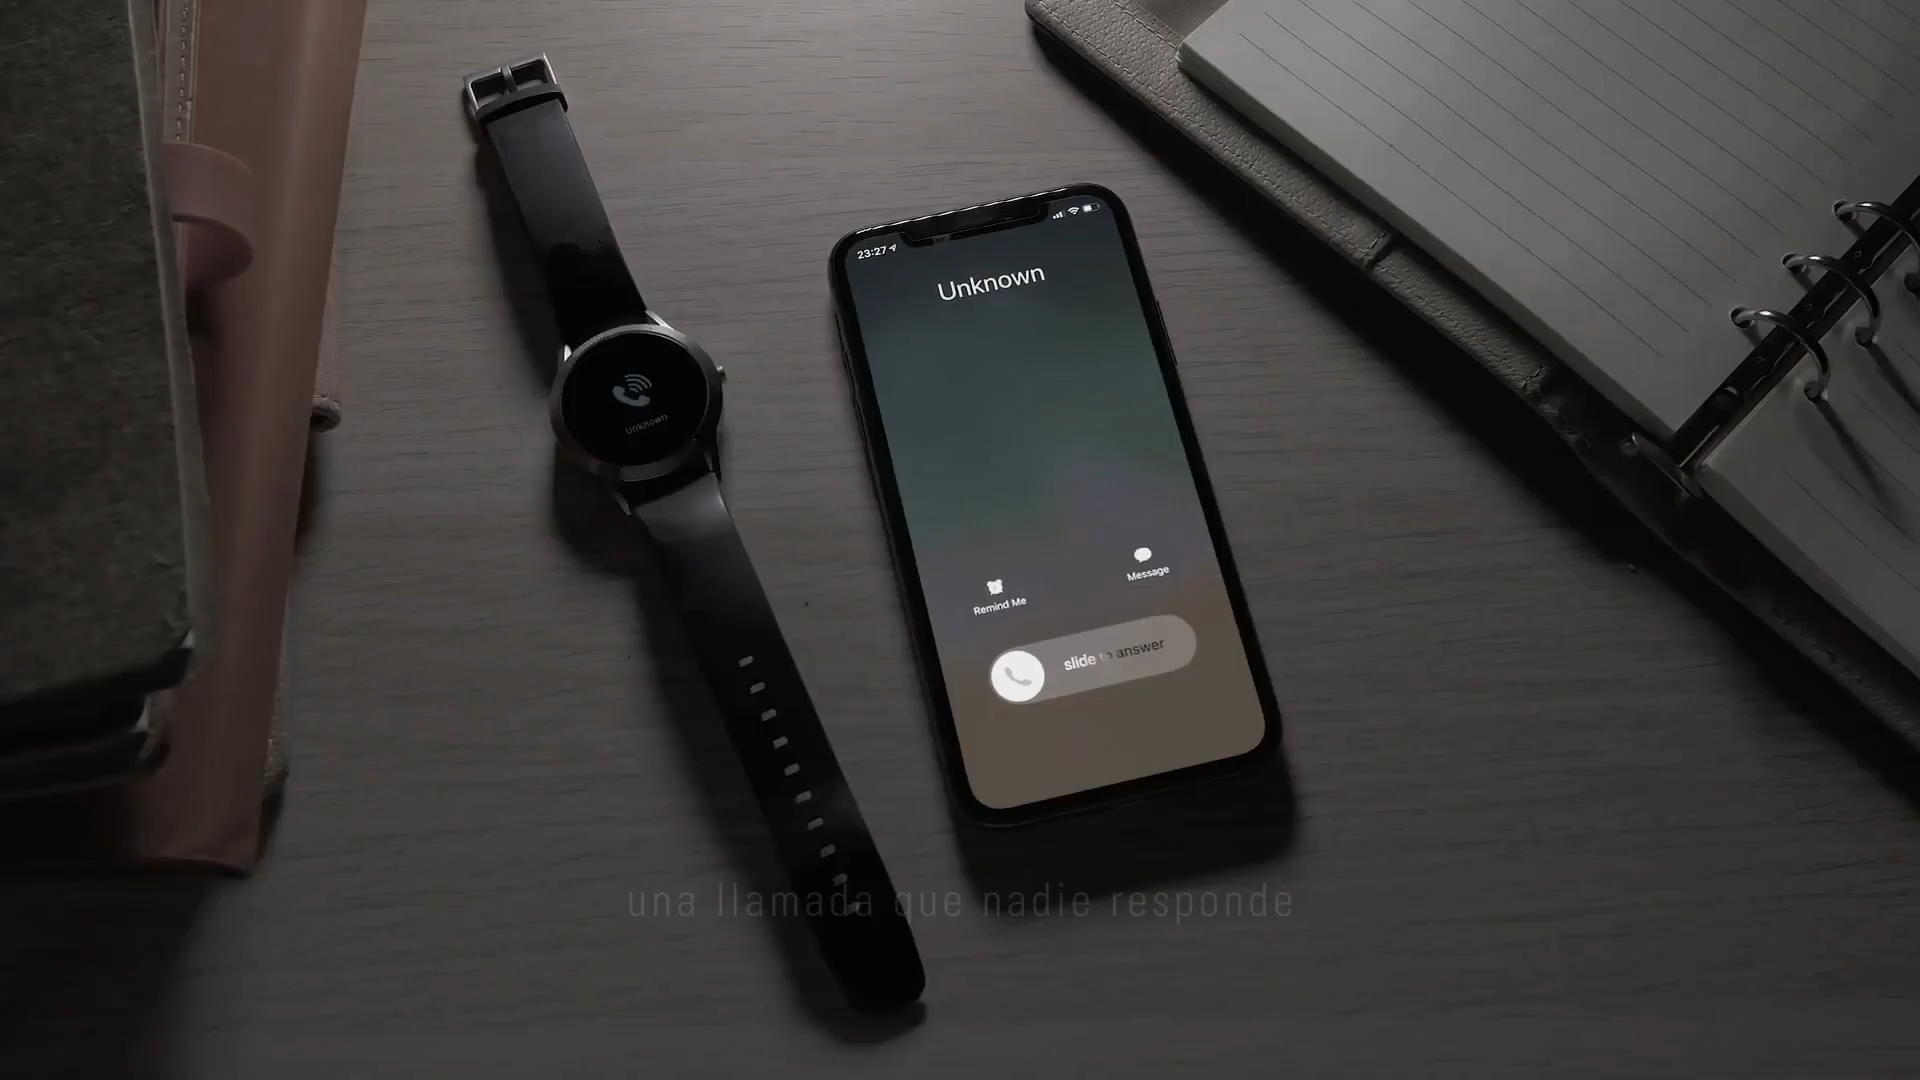 23:27
Unknown
Unknown
Remind Me
Message
slide to answer
una llamada que nadie responde